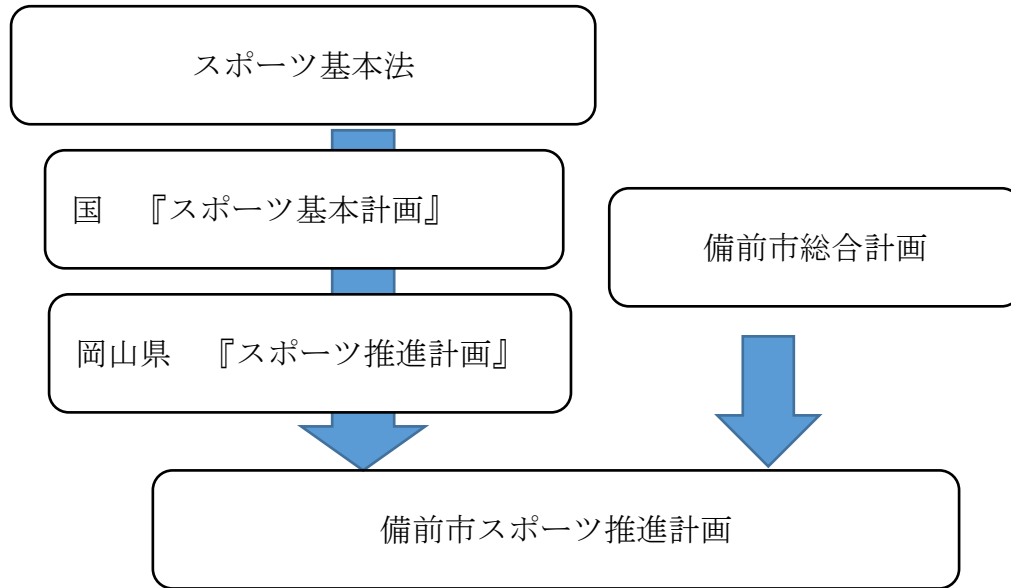 スポーツ基本法
国　『スポーツ基本計画』
備前市総合計画
岡山県　『スポーツ推進計画』
備前市スポーツ推進計画